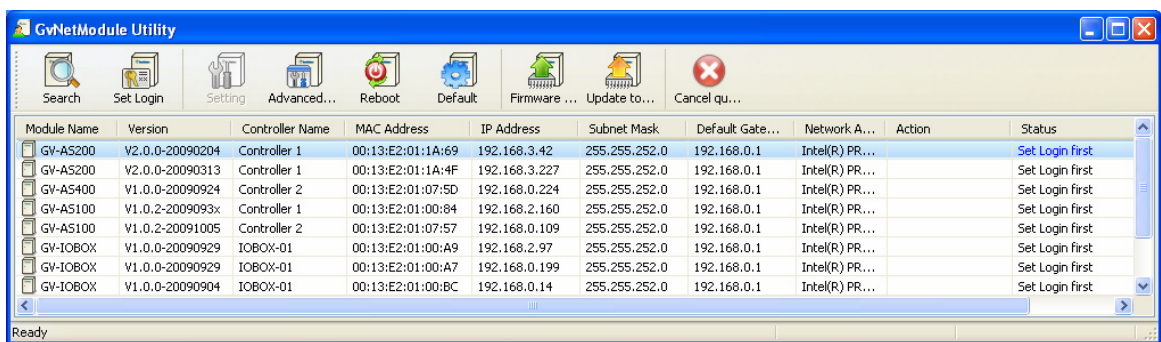 GvNetModule Utility
Search Set Login Setting Advanced... Reboot Default Firmware ... Update to... Cancel qu...
Module Name Version Controller Name MAC Address IP Address Subnet Mask Default Gate... Network A... Action Status
GV-AS200 V2.0.0-20090204 Controller 1 00:13:E2:01:1A:69 192.168.3.42 255.255.252.0 192.168.0.1 Intel(R) PR... Set Login first
GV-AS200 V2.0.0-20090313 Controller 1 00:13:E2:01:1A:4F 192.168.3.227 255.255.252.0 192.168.0.1 Intel(R) PR... Set Login first
GV-AS400 V1.0.0-20090924 Controller 2 00:13:E2:01:07:5D 192.168.0.224 255.255.252.0 192.168.0.1 Intel(R) PR... Set Login first
GV-AS100 V1.0.2-2009093x Controller 1 00:13:E2:01:00:84 192.168.2.160 255.255.252.0 192.168.0.1 Intel(R) PR... Set Login first
GV-AS100 V1.0.2-20091005 Controller 2 00:13:E2:01:07:57 192.168.0.109 255.255.252.0 192.168.0.1 Intel(R) PR... Set Login first
GV-IOBOX V1.0.0-20090929 IOBOX-01 00:13:E2:01:00:A9 192.168.2.97 255.255.252.0 192.168.0.1 Intel(R) PR... Set Login first
GV-IOBOX V1.0.0-20090929 IOBOX-01 00:13:E2:01:00:A7 192.168.0.199 255.255.252.0 192.168.0.1 Intel(R) PR... Set Login first
GV-IOBOX V1.0.0-20090904 IOBOX-01 00:13:E2:01:00:BC 192.168.0.14 255.255.252.0 192.168.0.1 Intel(R) PR... Set Login first
Ready